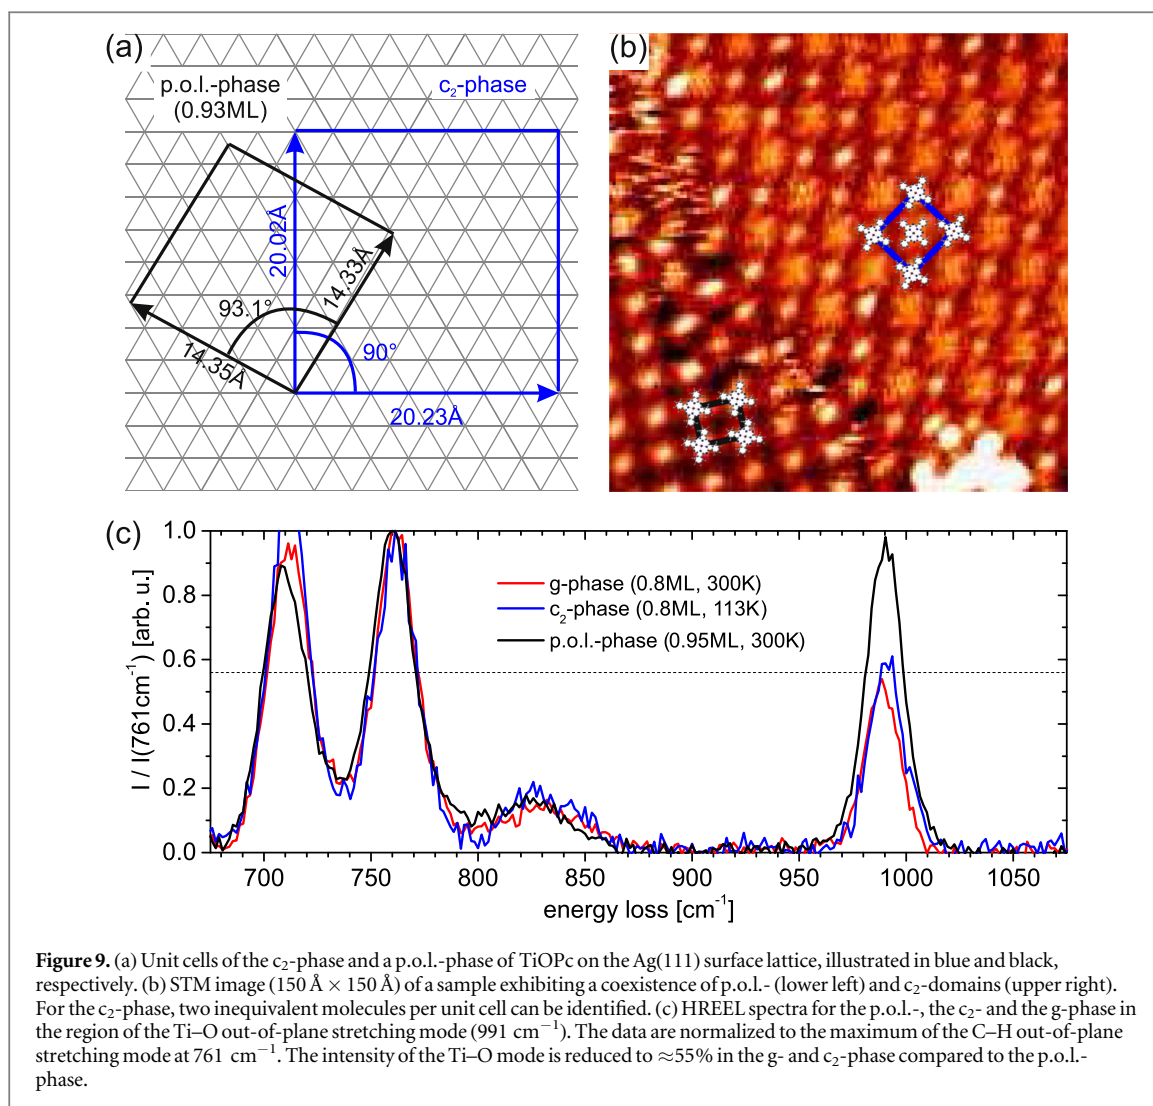 (a)
p.o.l.-phase
(0.93ML)
c₂-phase
20.02Å
14.33Å
93.1°
14.35Å
90°
20.23Å
(b)
(c)
1.0
0.8
0.6
0.4
0.2
0.0
I / I(761cm⁻¹) [arb. u.]
g-phase (0.8ML, 300K)
c₂-phase (0.8ML, 113K)
p.o.l.-phase (0.95ML, 300K)
700 750 800 850 900 950 1000 1050
energy loss [cm⁻¹]
Figure 9. (a) Unit cells of the c₂-phase and a p.o.l.-phase of TiOPc on the Ag(111) surface lattice, illustrated in blue and black,
respectively. (b) STM image (150 Å × 150 Å) of a sample exhibiting a coexistence of p.o.l.- (lower left) and c₂-domains (upper right).
For the c₂-phase, two inequivalent molecules per unit cell can be identified. (c) HREEL spectra for the p.o.l.-, the c₂- and the g-phase in
the region of the Ti–O out-of-plane stretching mode (991 cm⁻¹). The data are normalized to the maximum of the C–H out-of-plane
stretching mode at 761 cm⁻¹. The intensity of the Ti–O mode is reduced to ≈55% in the g- and c₂-phase compared to the p.o.l.-
phase.